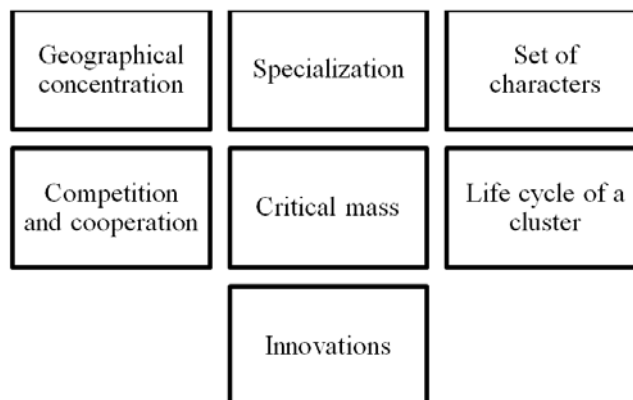 Geographical
concentration
Specialization
Set of
characters
Competition
and cooperation
Critical mass
Life cycle of a
cluster
Innovations